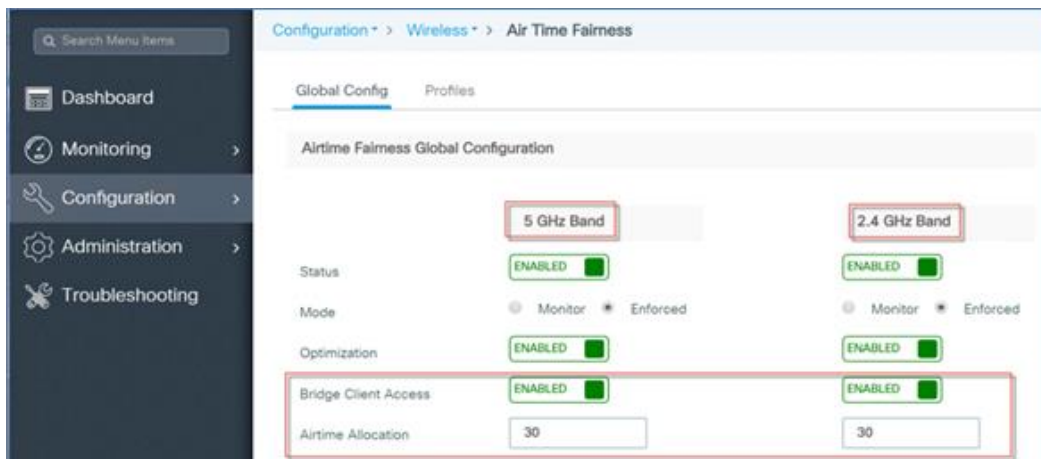 Search Menu Items
Dashboard
Monitoring
Configuration
Administration
Troubleshooting
Configuration > Wireless > Air Time Fairness
Global Config Profiles
Airtime Fairness Global Configuration
5 GHz Band 2.4 GHz Band
Status ENABLED ENABLED
Mode Monitor Enforced Monitor Enforced
Optimization ENABLED ENABLED
Bridge Client Access ENABLED ENABLED
Airtime Allocation 30 30